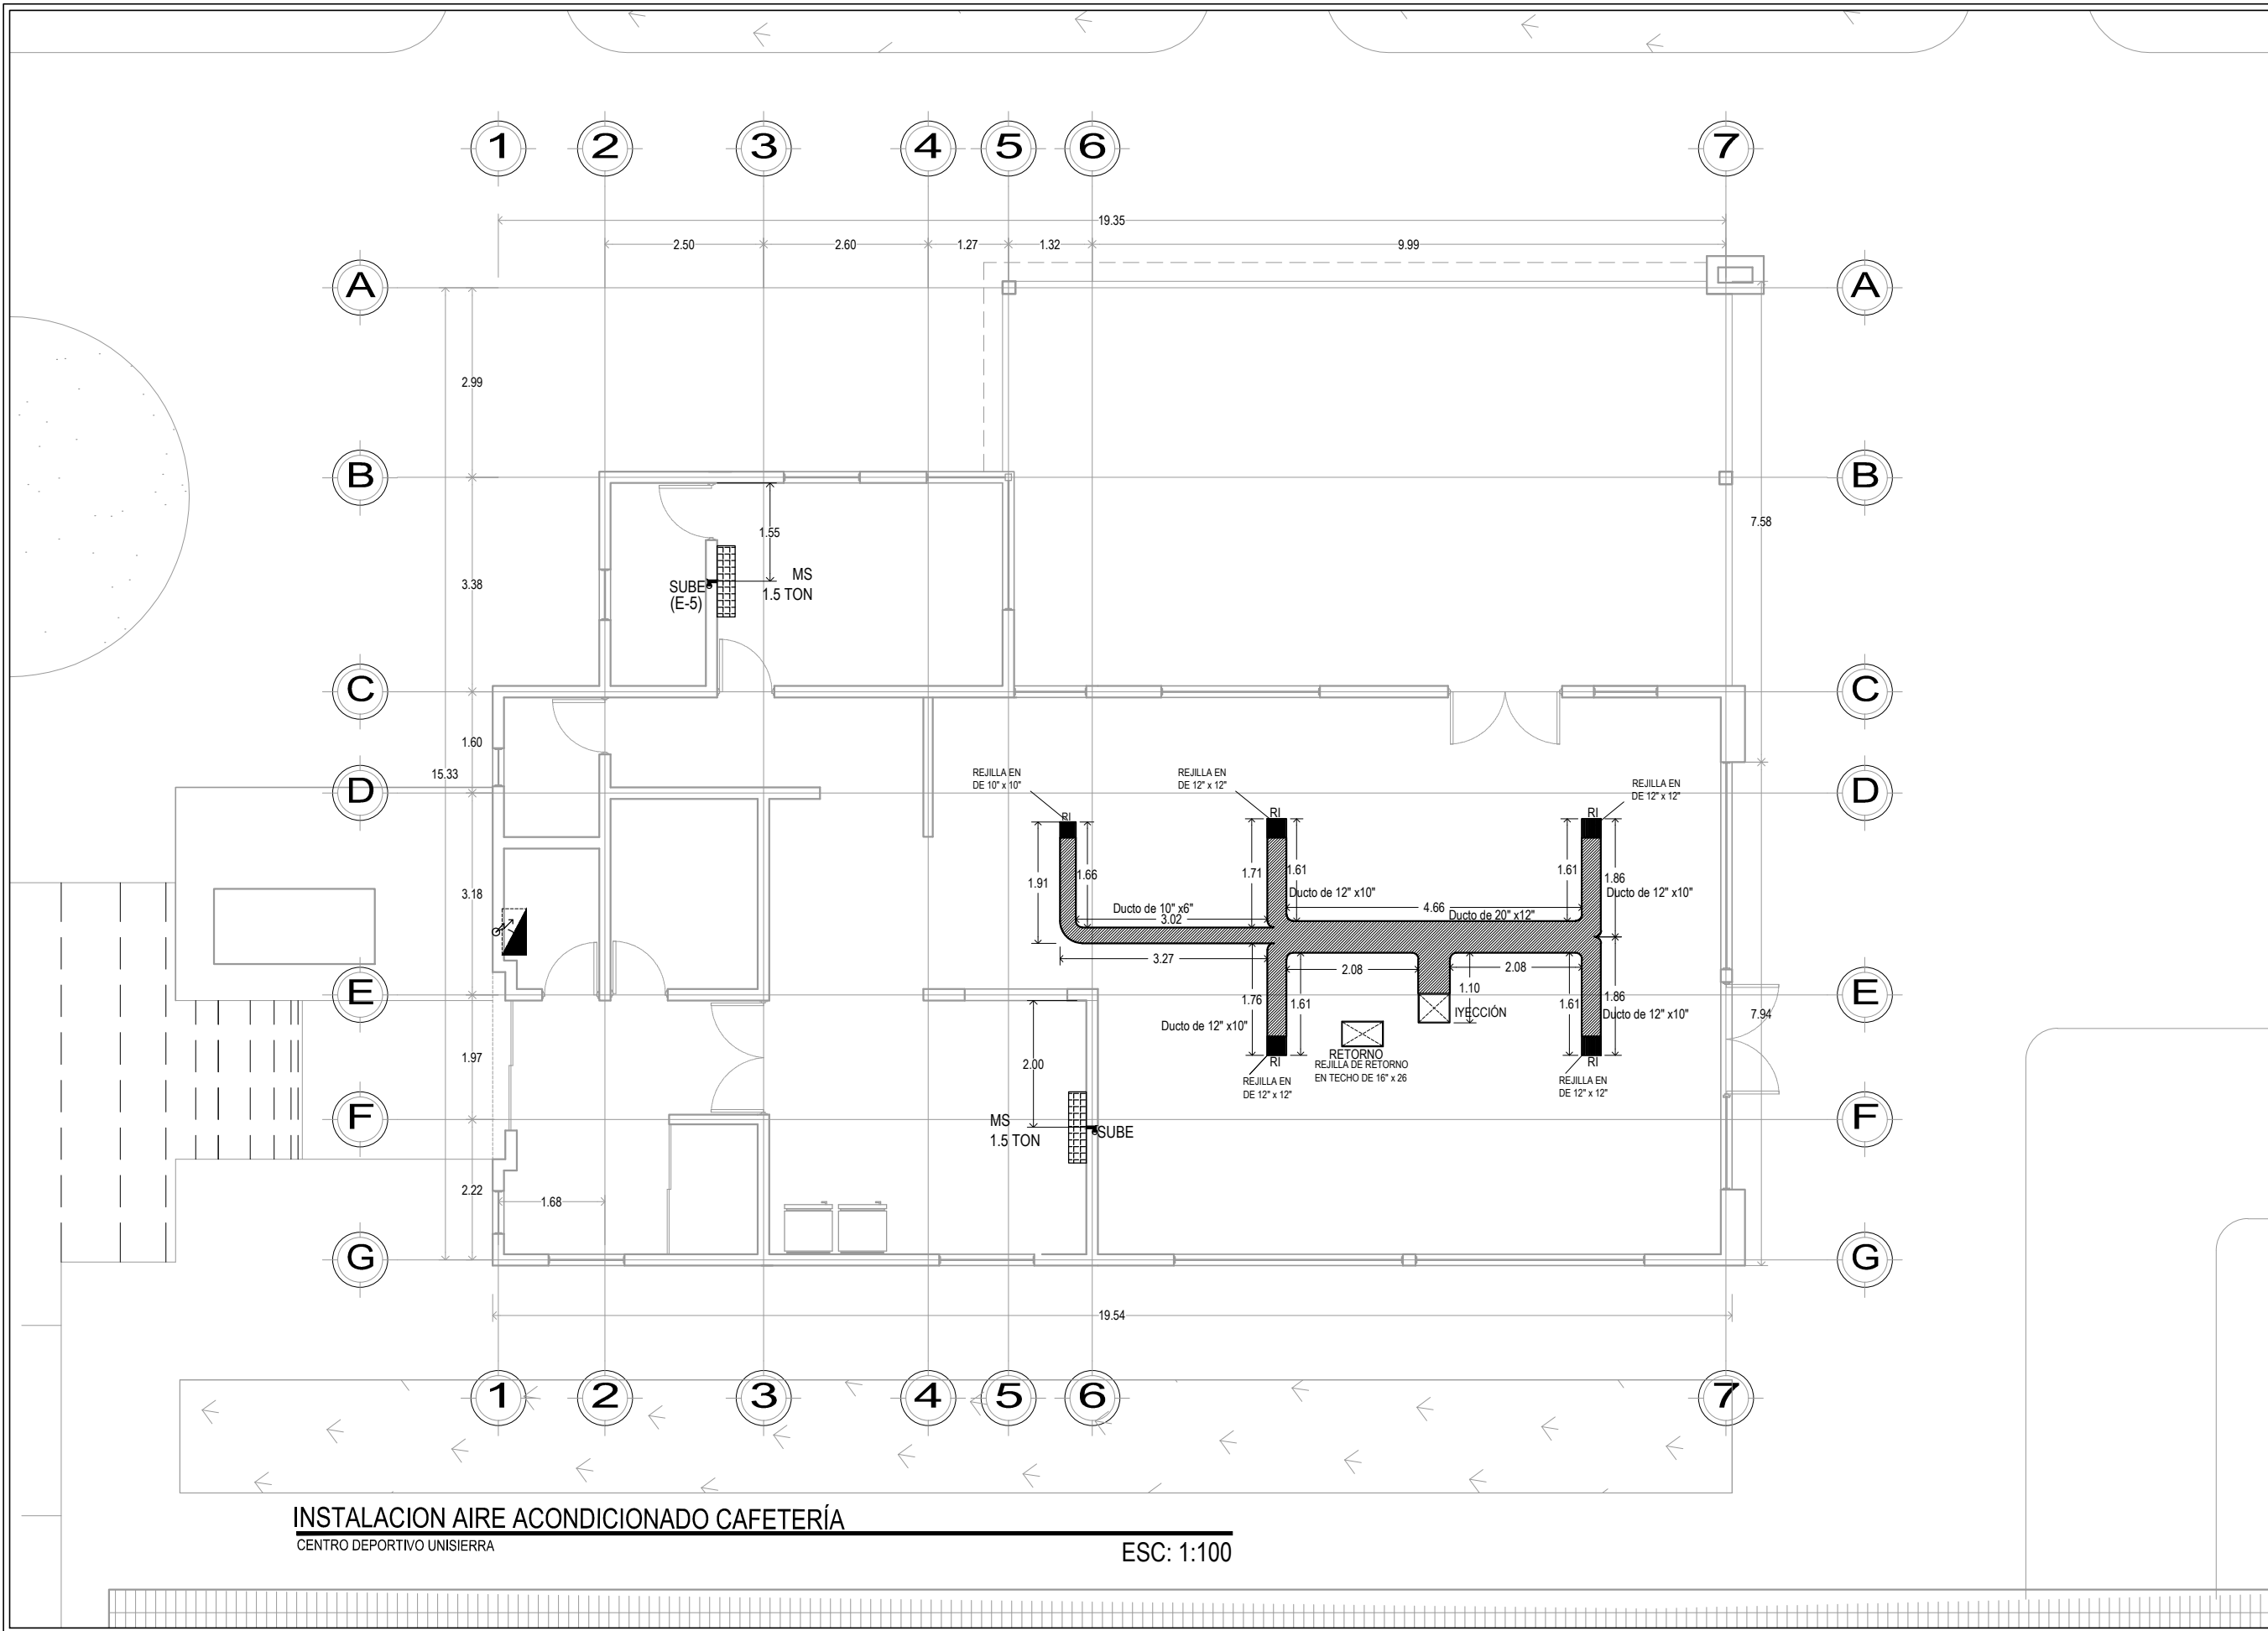 1 2 3 4 5 6 7
19.35
2.50 2.60 1.27 1.32 9.99
A A
2.99
B B
7.58
1.55
3.38
MS
1.5 TON
SUBE
(E-5)
C C
1.60
15.33
REJILLA EN
DE 10" x 10"
REJILLA EN
DE 12" x 12"
REJILLA EN
DE 12" x 12"
D D
RI RI RI
1.91 1.66 1.71 1.61 1.61 1.86
3.18
Ducto de 12" x10" Ducto de 12" x10"
Ducto de 10" x6"
3.02
4.66
Ducto de 20" x12"
3.27 2.08 2.08
1.10
E E
1.76 1.61 1.61 1.86
IYECCIÓN
Ducto de 12" x10" Ducto de 12" x10"
7.94
RETORNO
REJILLA DE RETORNO
EN TECHO DE 16" x 26
RI RI
REJILLA EN
DE 12" x 12"
REJILLA EN
DE 12" x 12"
1.97
2.00
F F
MS
1.5 TON
SUBE
2.22
1.68
G G
19.54
1 2 3 4 5 6 7
INSTALACION AIRE ACONDICIONADO CAFETERÍA
CENTRO DEPORTIVO UNISIERRA
ESC: 1:100